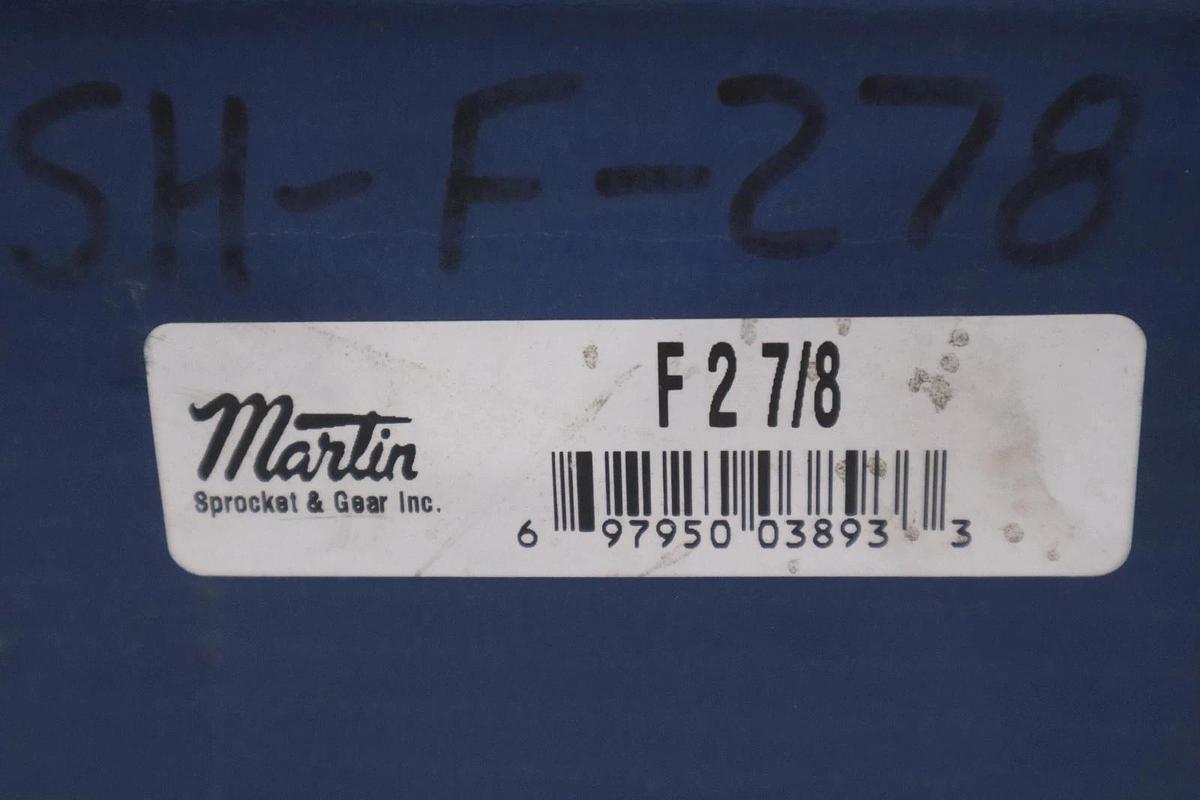 SH-F-278
F 2 7/8
Martin
Sprocket & Gear Inc.
6 97950 03893 3